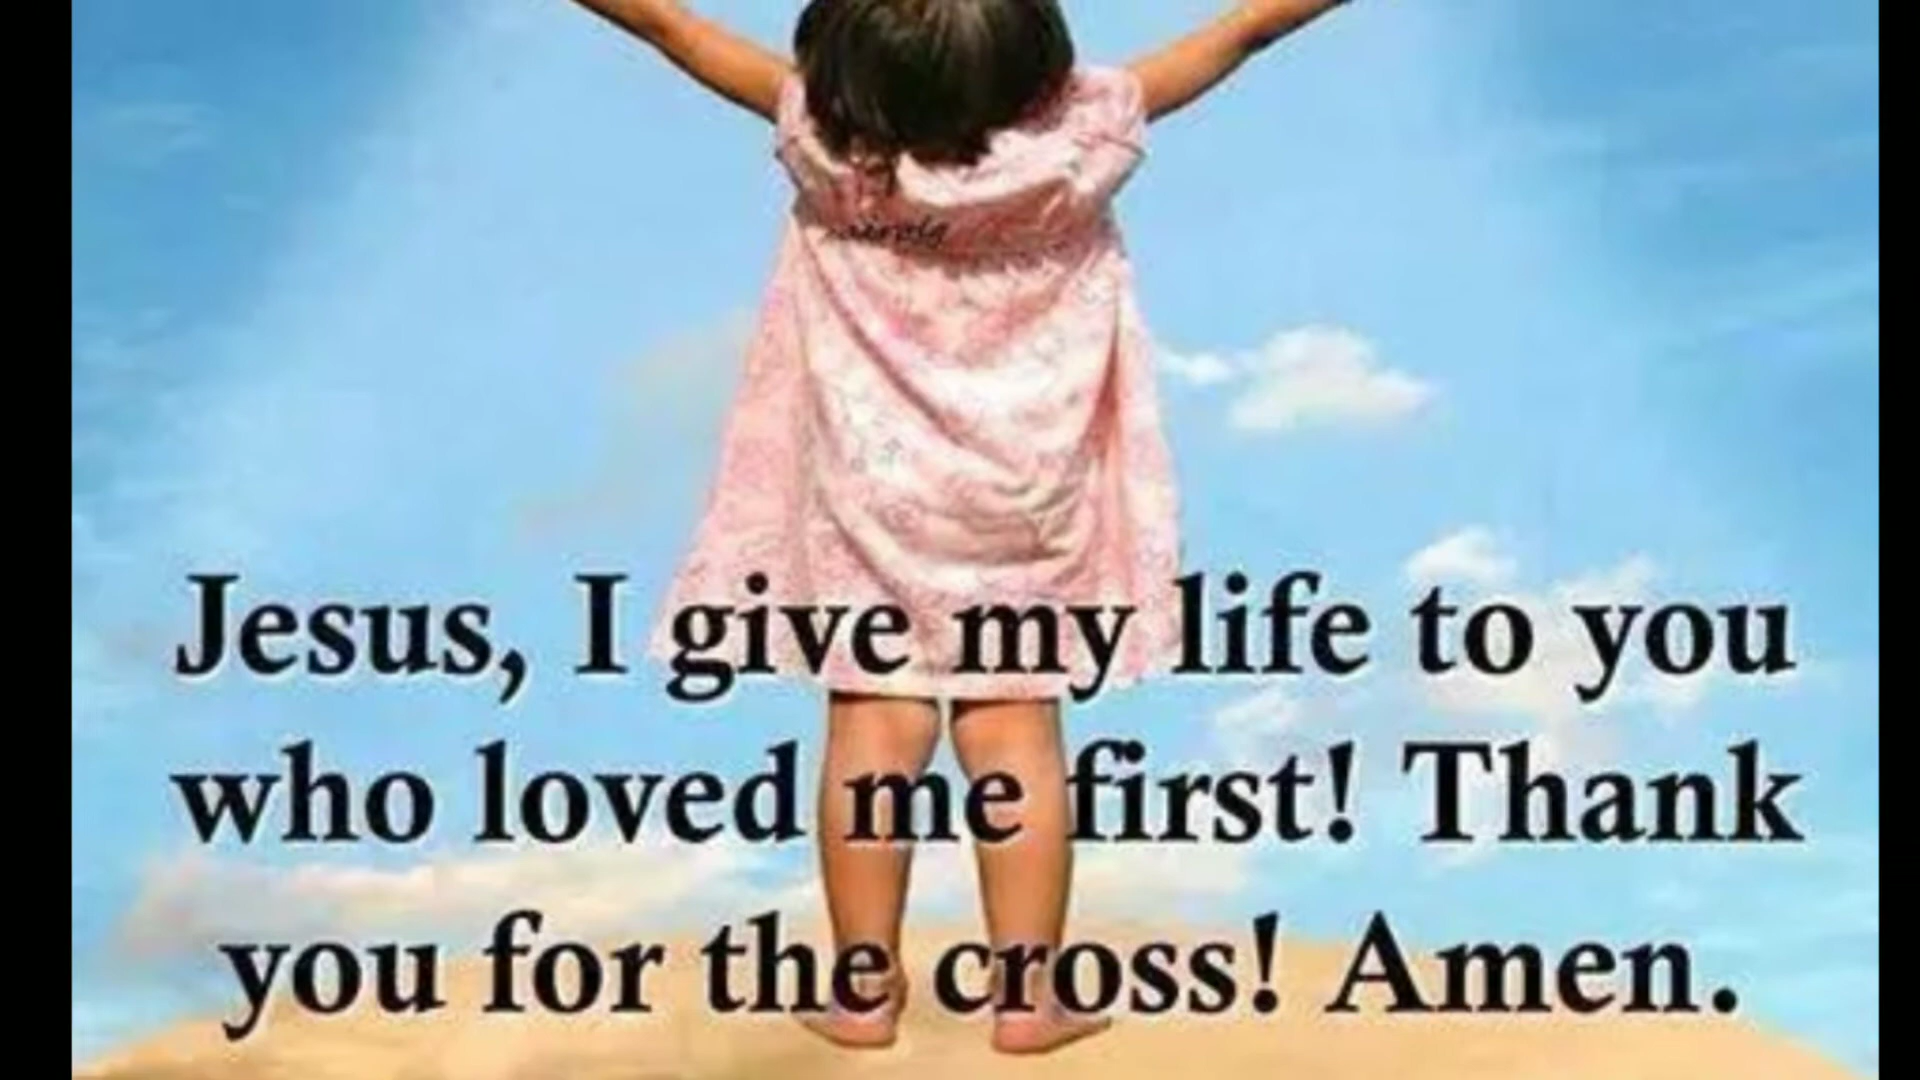 Jesus, I give my life to you
who loved me first! Thank
you for the cross! Amen.